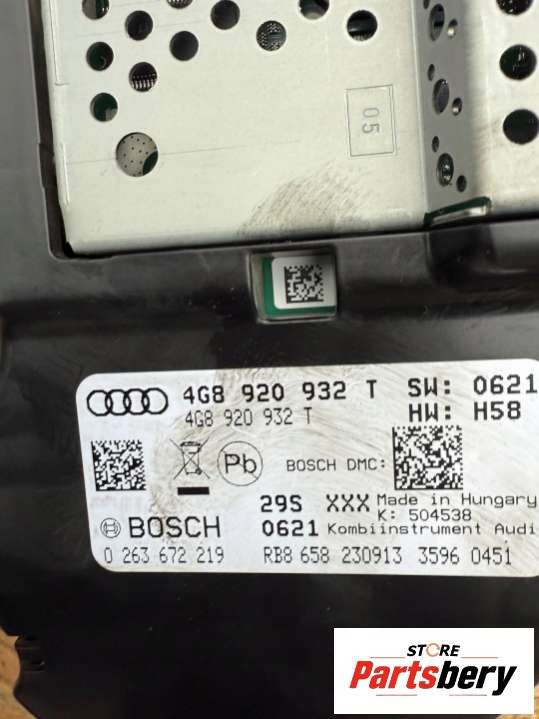 05
4G8 920 932 T SW: 0621
4G8 920 932 T HW: H58
Pb BOSCH DMC:
29S XXX Made in Hungary
K: 504538
BOSCH 0621 Kombiinstrument Audi
0 263 672 219 RB8 658 230913 3596 0451
STORE
Partsbery